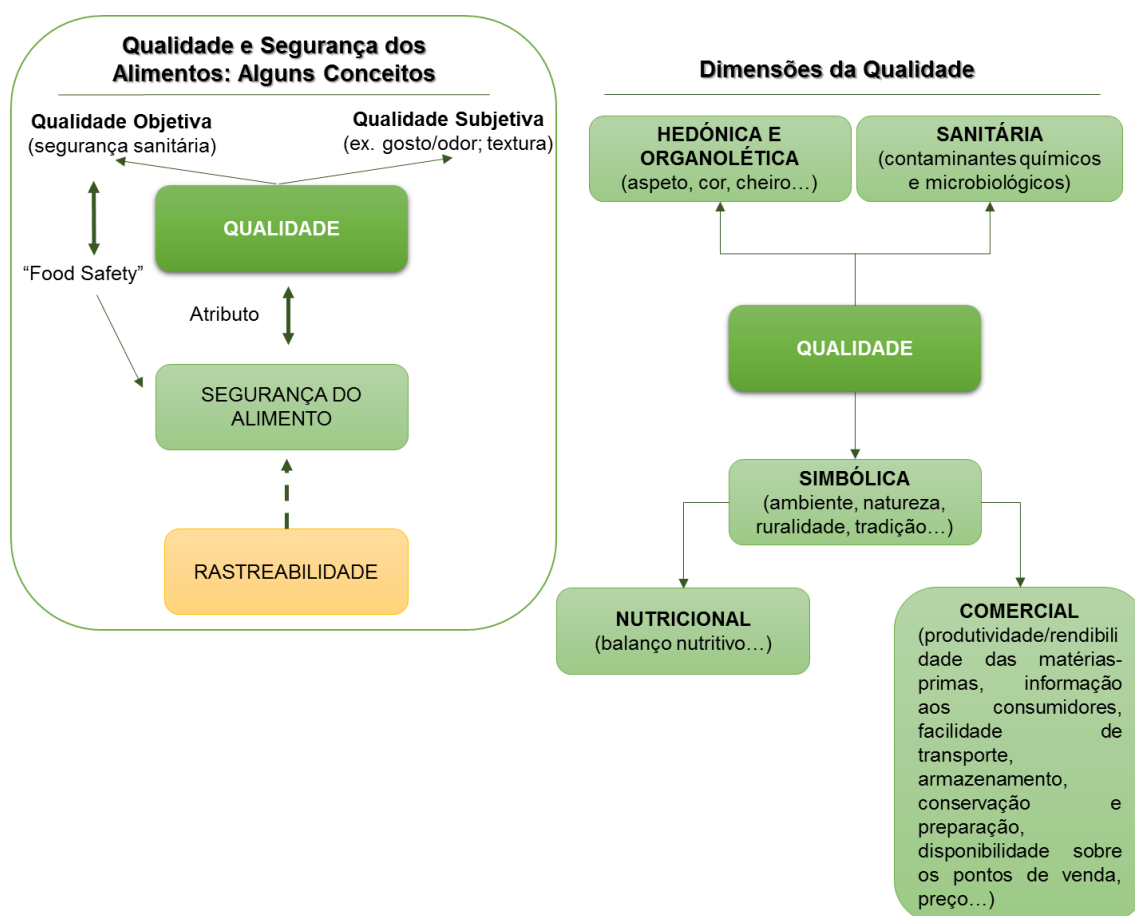 Qualidade e Segurança dos
Alimentos: Alguns Conceitos
Qualidade Objetiva
(segurança sanitária)
Qualidade Subjetiva
(ex. gosto/odor; textura)
QUALIDADE
“Food Safety”
Atributo
SEGURANÇA DO
ALIMENTO
RASTREABILIDADE
Dimensões da Qualidade
HEDÓNICA E
ORGANOLÉTICA
(aspeto, cor, cheiro…)
SANITÁRIA
(contaminantes químicos
e microbiológicos)
QUALIDADE
SIMBÓLICA
(ambiente, natureza,
ruralidade, tradição…)
NUTRICIONAL
(balanço nutritivo…)
COMERCIAL
(produtividade/rendibili
dade das matérias-
primas, informação
aos consumidores,
facilidade de
transporte,
armazenamento,
conservação e
preparação,
disponibilidade sobre
os pontos de venda,
preço…)